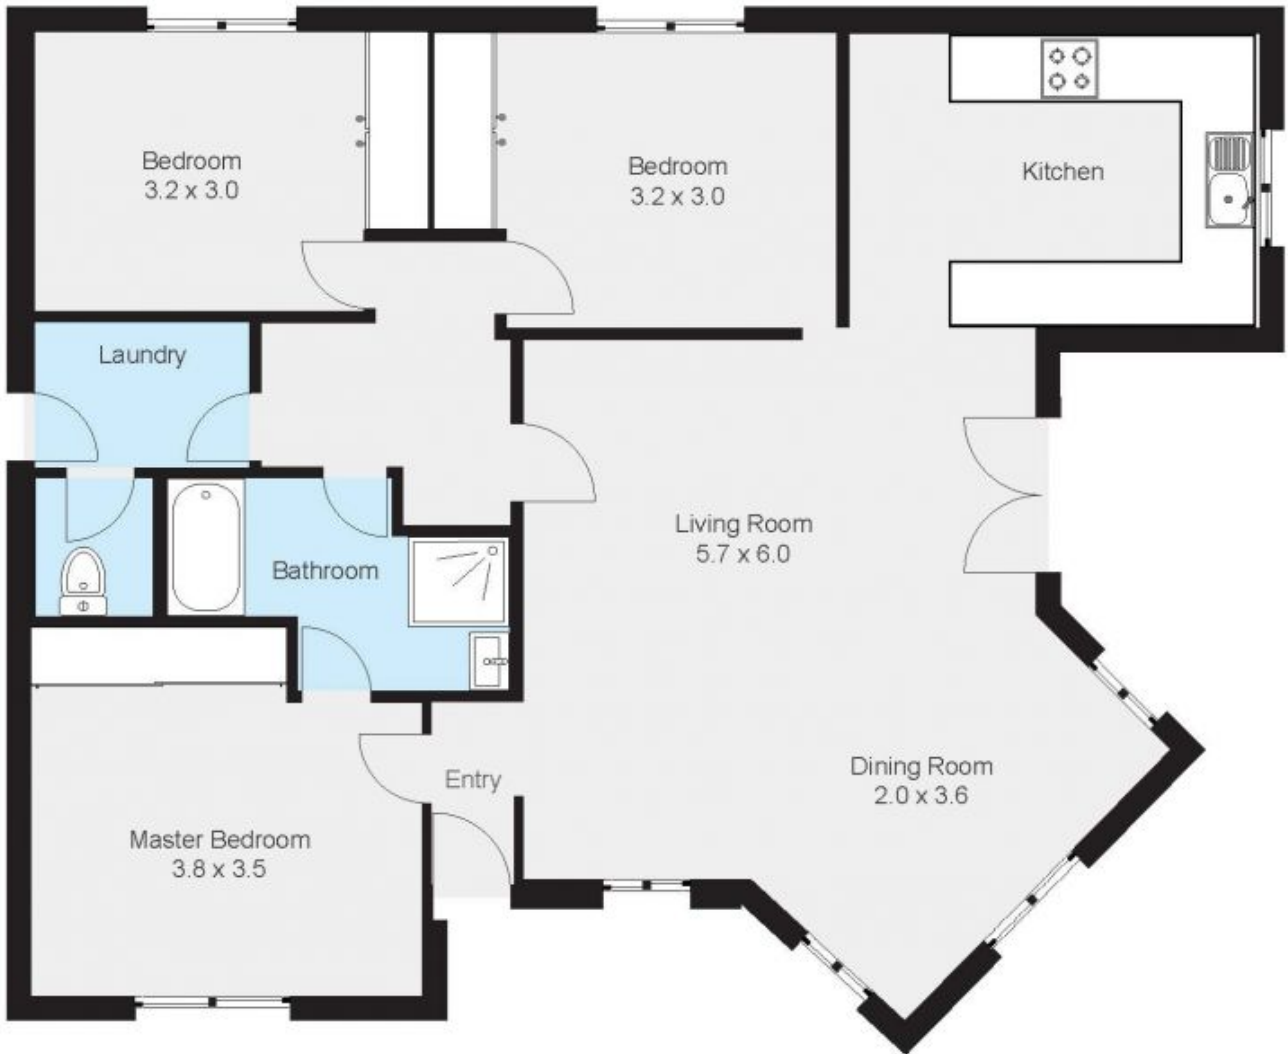 Bedroom
3.2 x 3.0
Bedroom
3.2 x 3.0
Kitchen
Laundry
Living Room
5.7 x 6.0
Bathroom
Dining Room
2.0 x 3.6
Entry
Master Bedroom
3.8 x 3.5